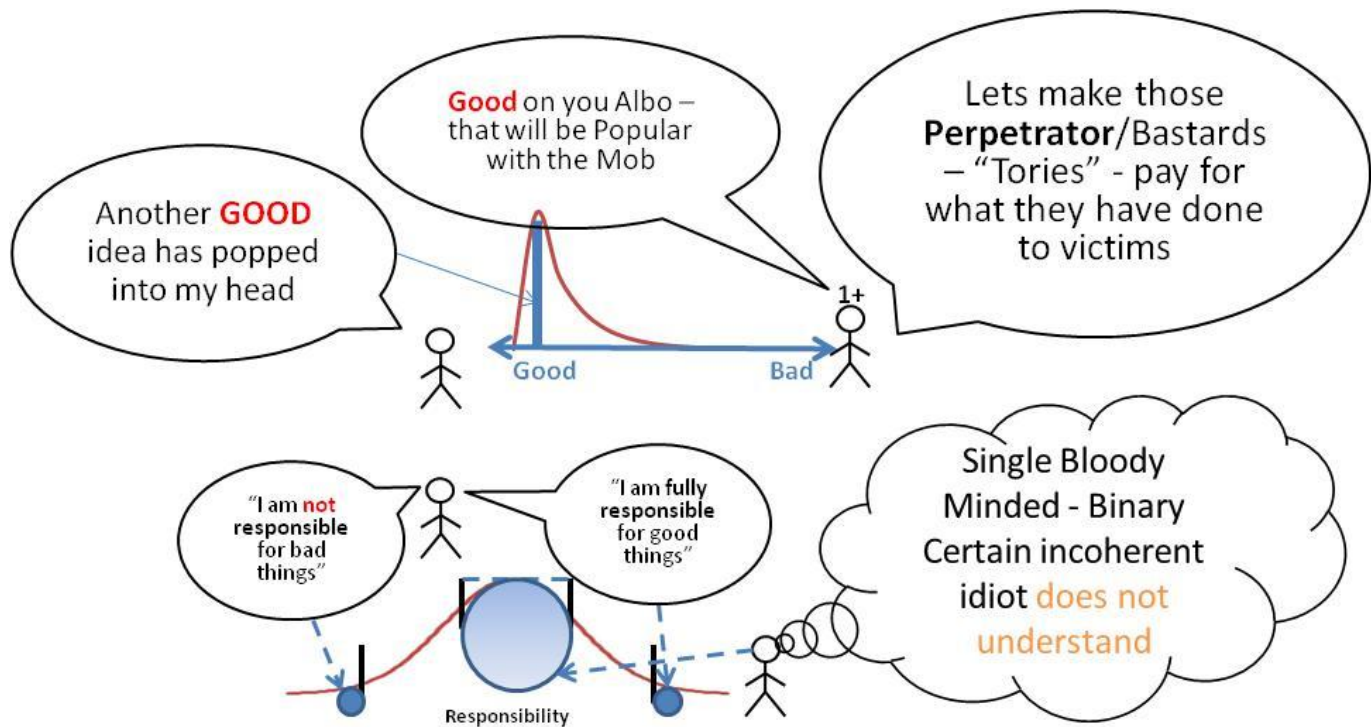 Another GOOD
idea has popped
into my head
Good on you Albo –
that will be Popular
with the Mob
Lets make those
Perpetrator/Bastards
– “Tories” - pay for
what they have done
to victims
1+
Good
Bad
“I am not
responsible
for bad
things”
“I am fully
responsible
for good
things”
Single Bloody
Minded - Binary
Certain incoherent
idiot does not
understand
Responsibility